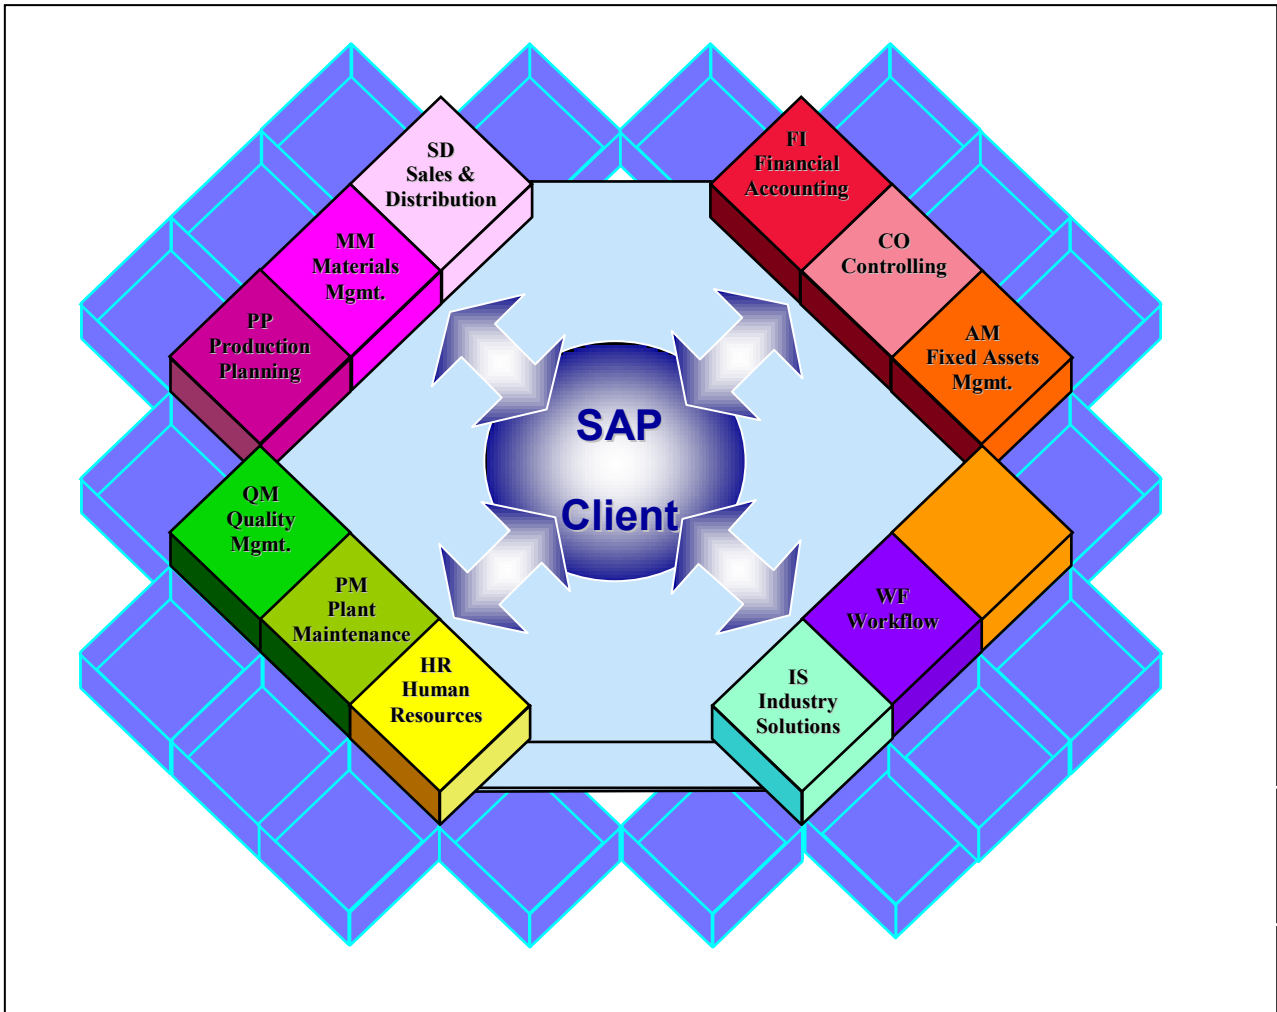 SD
Sales &
Distribution
MM
Materials
Mgmt.
PP
Production
Planning
FI
Financial
Accounting
CO
Controlling
AM
Fixed Assets
Mgmt.
SAP
Client
QM
Quality
Mgmt.
PM
Plant
Maintenance
HR
Human
Resources
WF
Workflow
IS
Industry
Solutions